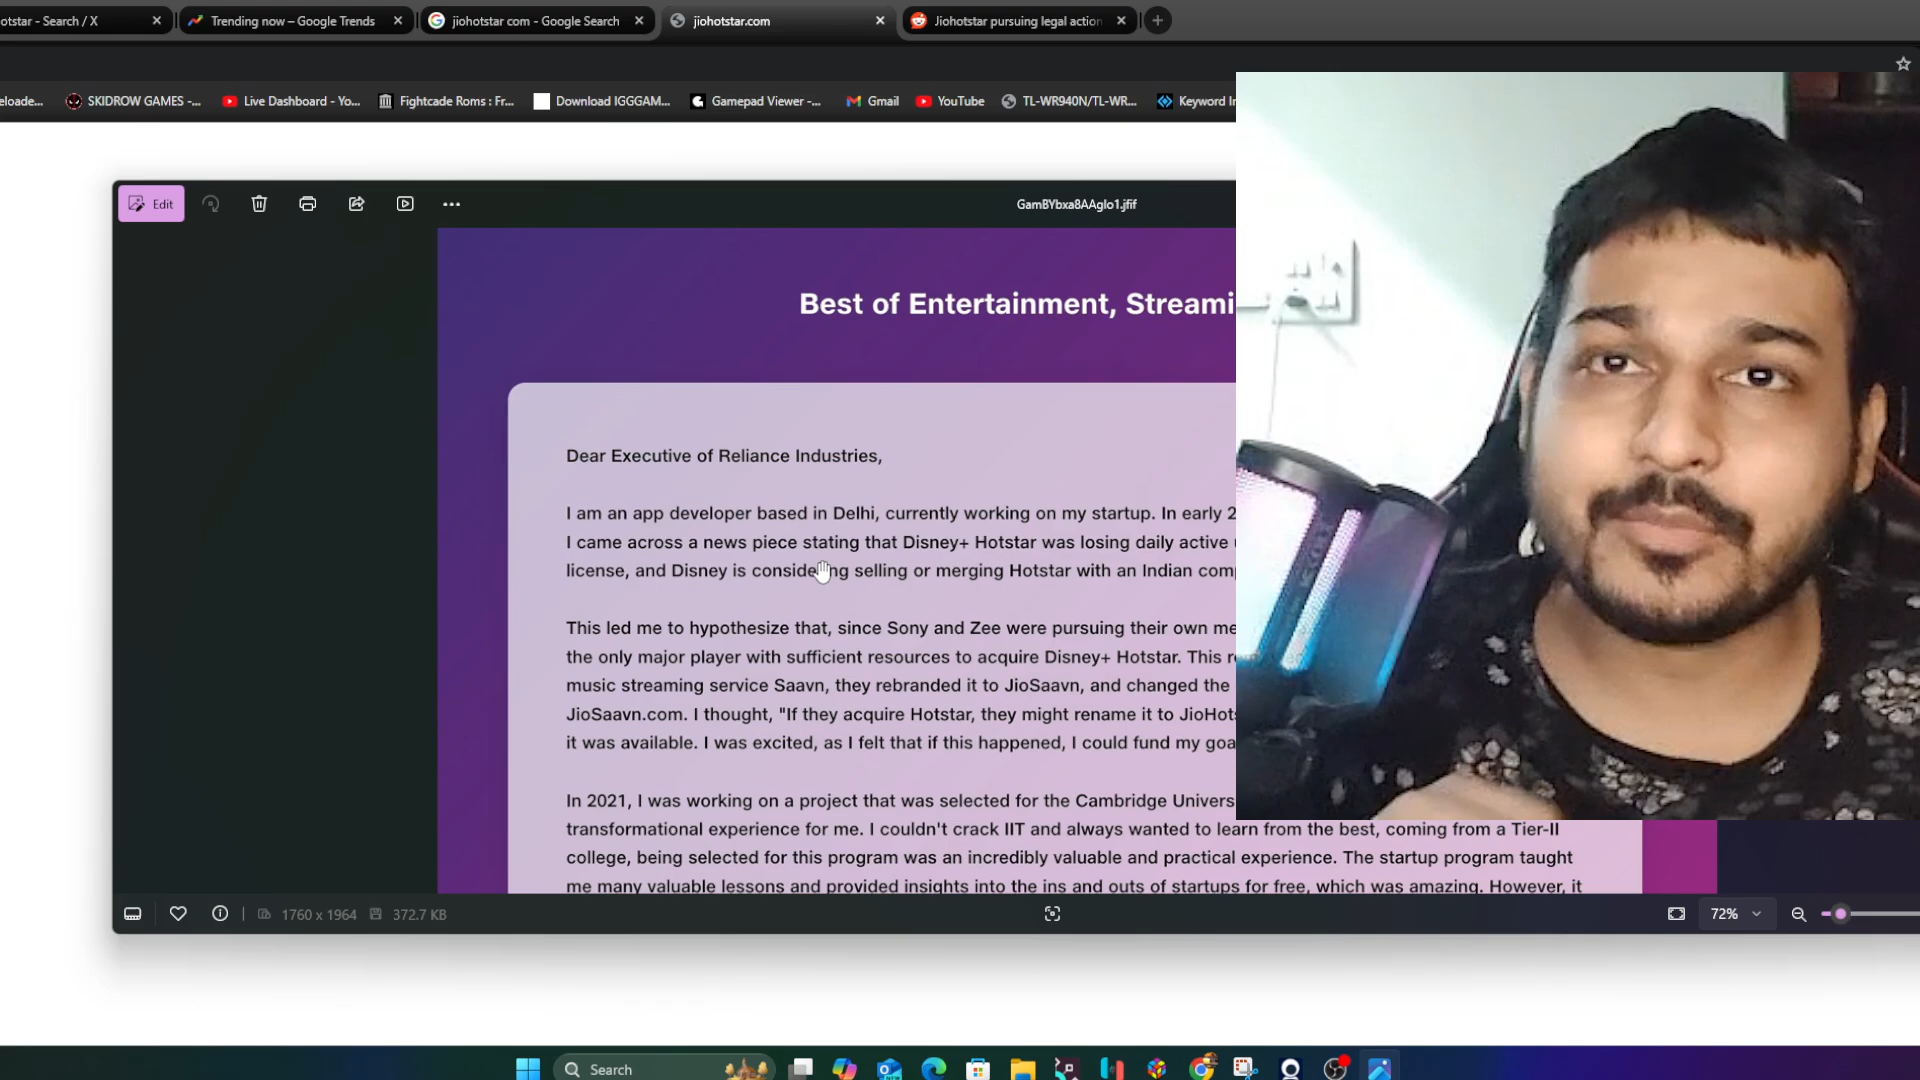 otstar - Search / X
Trending now – Google Trends
jiohotstar com - Google Search
jiohotstar.com
Jiohotstar pursuing legal action
eloade...
SKIDROW GAMES -...
Live Dashboard - Yo...
Fightcade Roms : Fr...
Download IGGGAM...
Gamepad Viewer -...
Gmail
YouTube
TL-WR940N/TL-WR...
Keyword In
Edit
GamBYbxa8AAglo1.jfif
Best of Entertainment, Streami
Dear Executive of Reliance Industries,
I am an app developer based in Delhi, currently working on my startup. In early 2
I came across a news piece stating that Disney+ Hotstar was losing daily active
license, and Disney is considering selling or merging Hotstar with an Indian comp
This led me to hypothesize that, since Sony and Zee were pursuing their own me
the only major player with sufficient resources to acquire Disney+ Hotstar. This re
music streaming service Saavn, they rebranded it to JioSaavn, and changed the
JioSaavn.com. I thought, "If they acquire Hotstar, they might rename it to JioHots
it was available. I was excited, as I felt that if this happened, I could fund my goa
In 2021, I was working on a project that was selected for the Cambridge Univers
transformational experience for me. I couldn't crack IIT and always wanted to learn from the best, coming from a Tier-II
college, being selected for this program was an incredibly valuable and practical experience. The startup program taught
me many valuable lessons and provided insights into the ins and outs of startups for free, which was amazing. However, it
1760 x 1964
372.7 KB
72%
Search